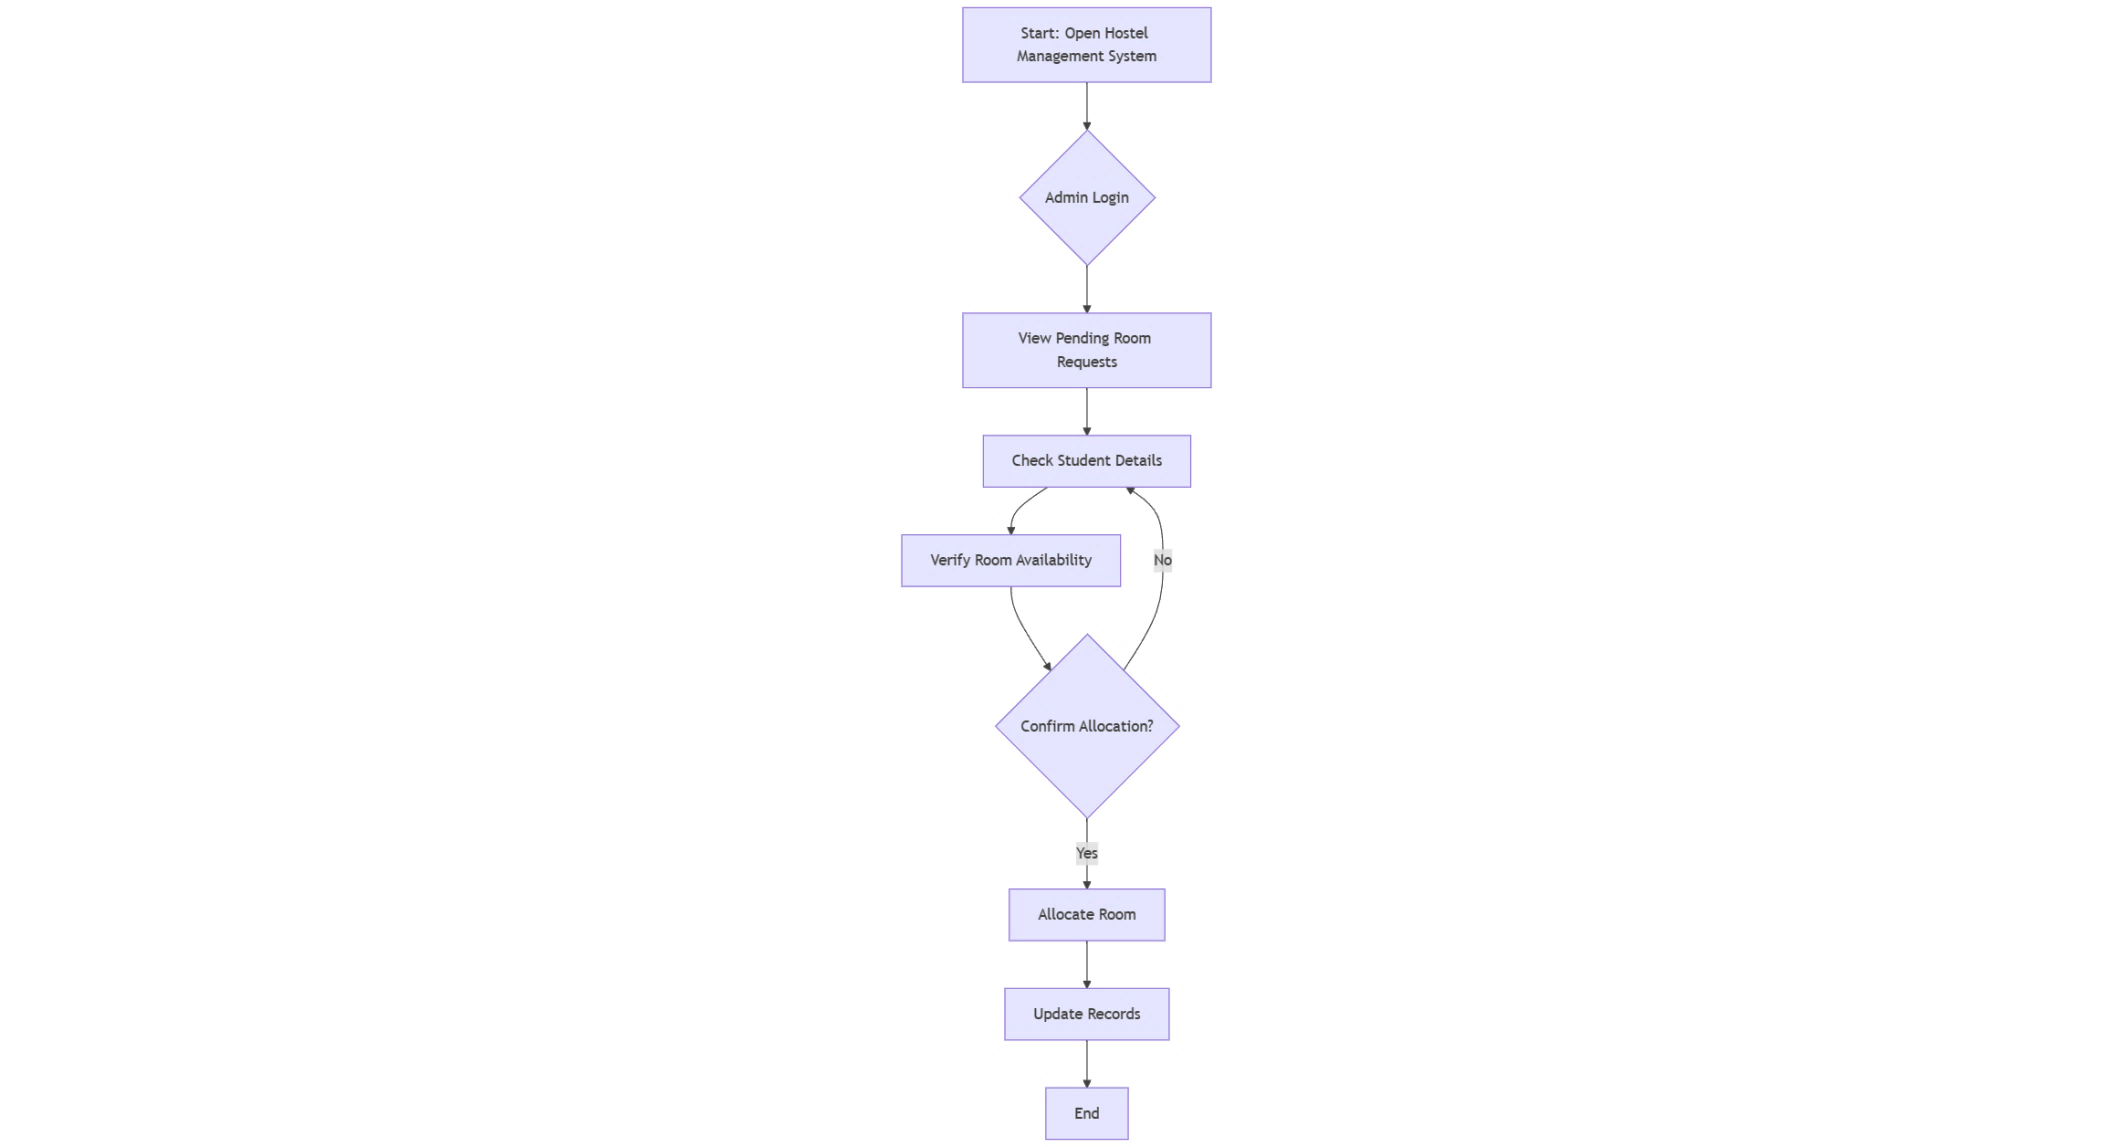 Start: Open Hostel
Management System
Admin Login
View Pending Room
Requests
Check Student Details
Verify Room Availability
No
Confirm Allocation?
Yes
Allocate Room
Update Records
End